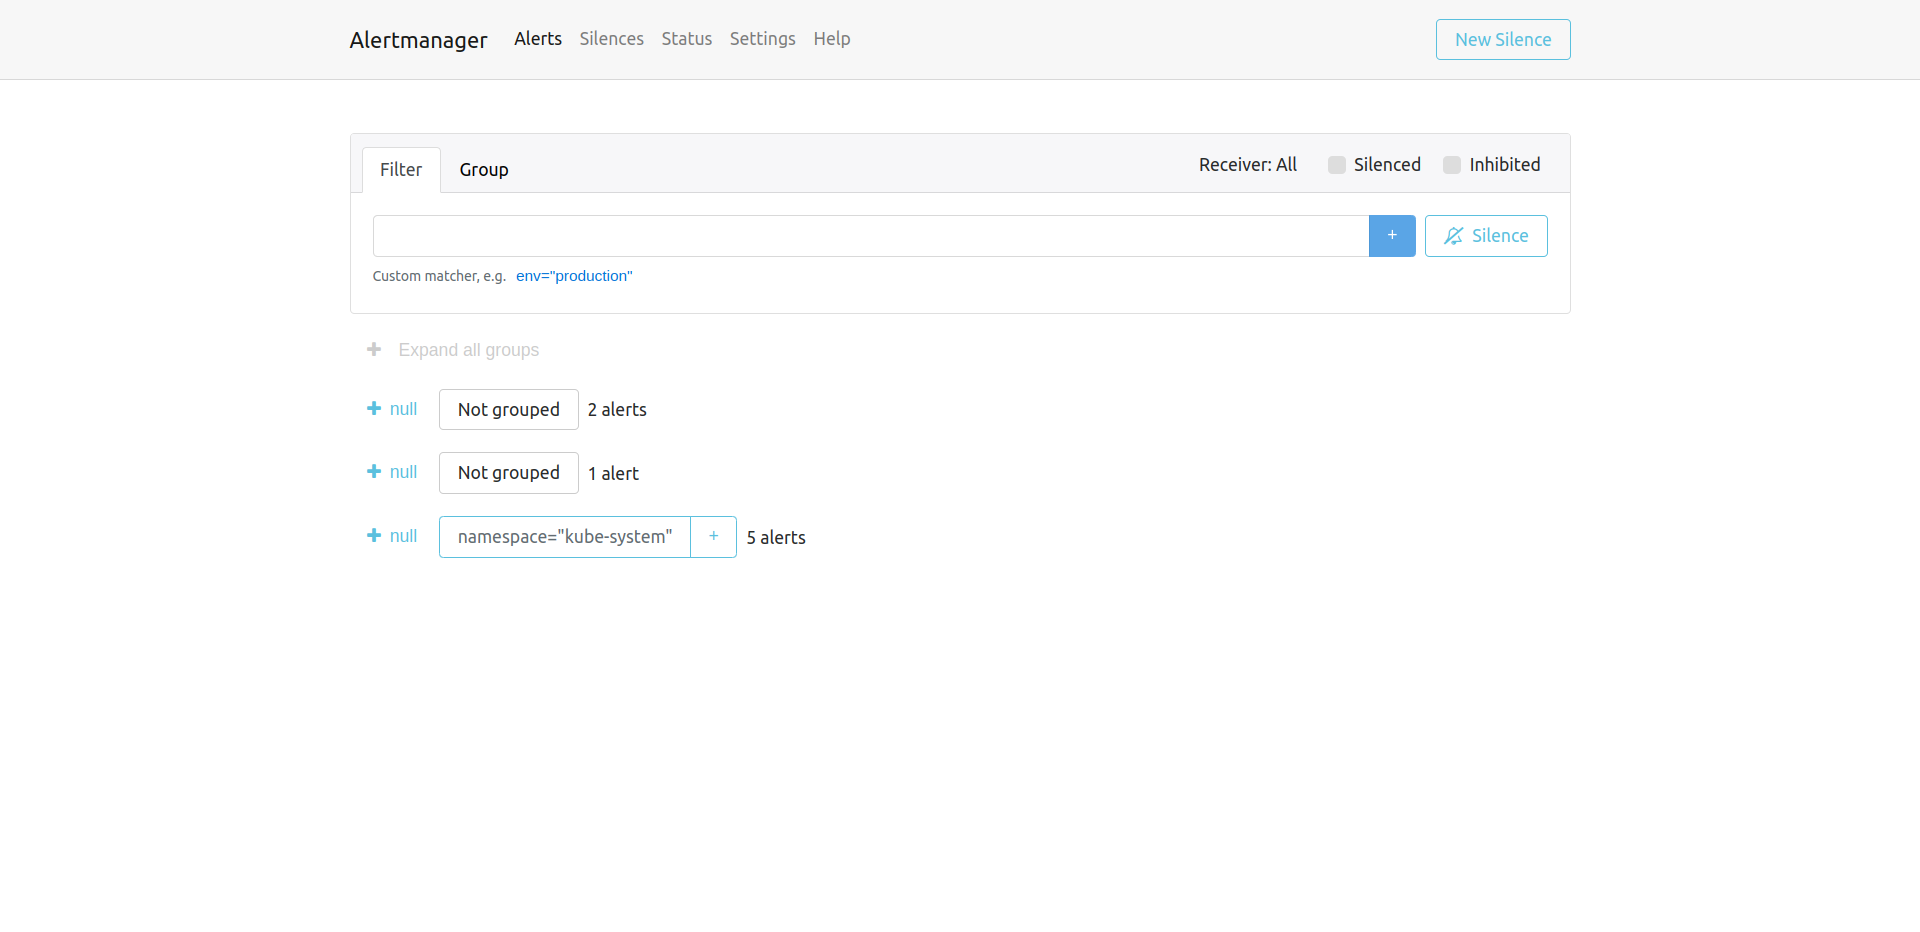 Alertmanager Alerts Silences Status Settings Help New Silence
Filter Group Receiver: All Silenced Inhibited
+ Silence
Custom matcher, e.g. env="production"
+ Expand all groups
+ null Not grouped 2 alerts
+ null Not grouped 1 alert
+ null namespace="kube-system" + 5 alerts